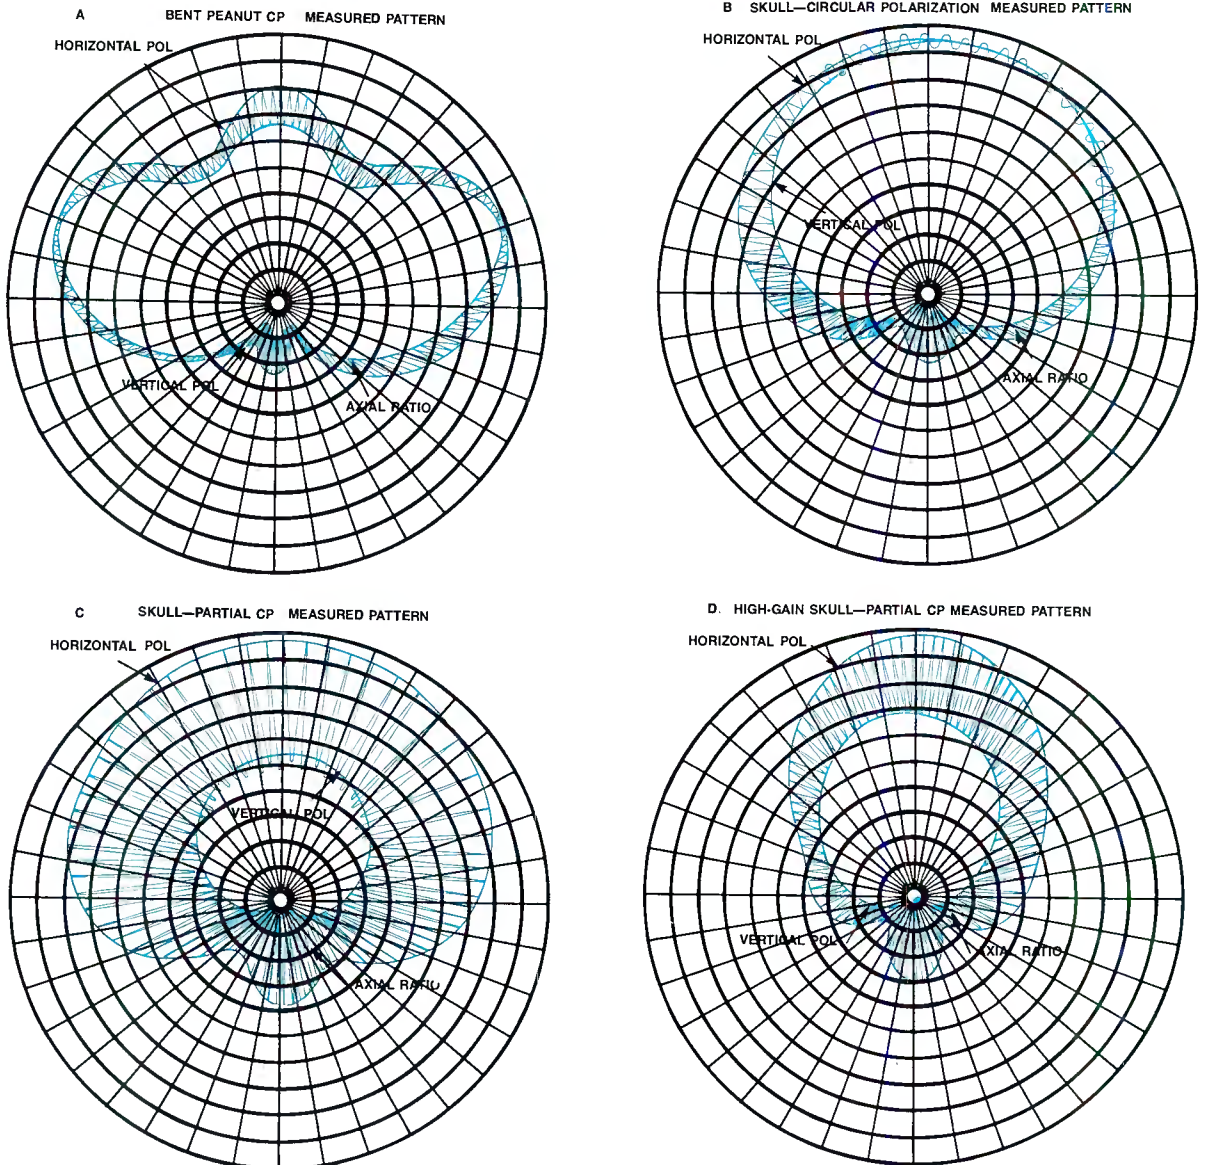 A BENT PEANUT CP MEASURED PATTERN
HORIZONTAL POL
VERTICAL POL
AXIAL RATIO
B SKULL—CIRCULAR POLARIZATION MEASURED PATTERN
HORIZONTAL POL
VERTICAL POL
AXIAL RATIO
C SKULL—PARTIAL CP MEASURED PATTERN
HORIZONTAL POL
VERTICAL POL
AXIAL RATIO
D. HIGH-GAIN SKULL—PARTIAL CP MEASURED PATTERN
HORIZONTAL POL
VERTICAL POL
AXIAL RATIO